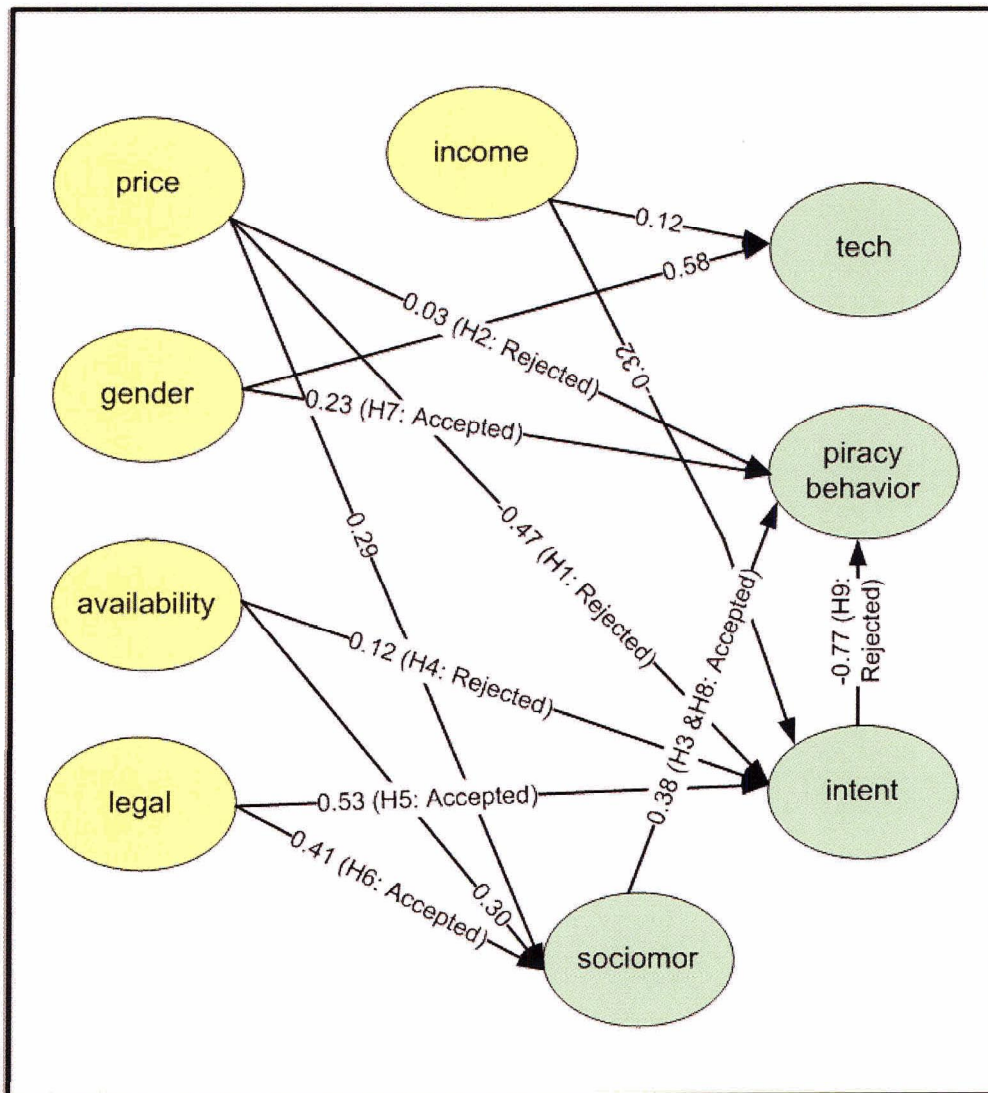 price
income
tech
0.12
0.58
0.03 (H2: Rejected)
gender
0.23 (H7: Accepted)
-0.32
piracy
behavior
0.29
-0.47 (H1: Rejected)
availability
0.12 (H4: Rejected)
0.38 (H3 &H8: Accepted)
-0.77 (H9:
Rejected)
legal
0.53 (H5: Accepted)
intent
0.41 (H6: Accepted)
0.30
sociomor